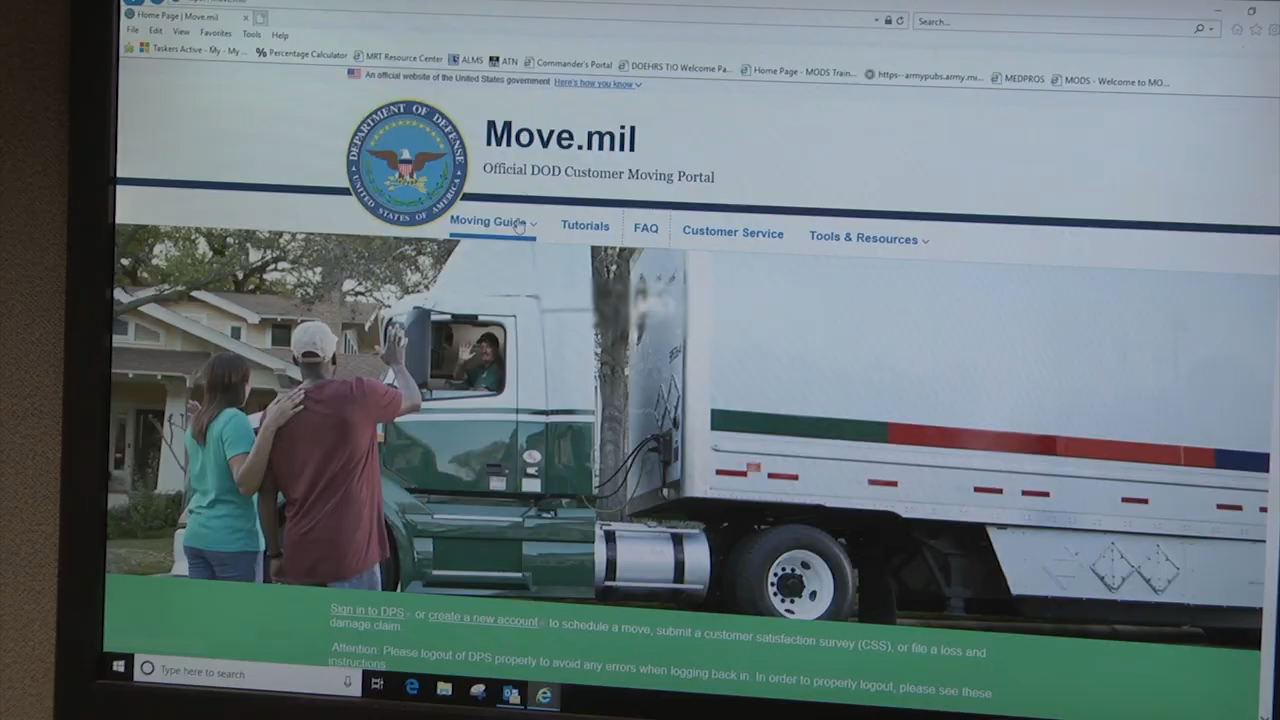 Home Page | Move.mil
Search...
File Edit View Favorites Tools Help
Taskers Active - My - My ... Percentage Calculator MRT Resource Center ALMS ATN Commander's Portal DOEHRS TIO Welcome Pa... Home Page - MODS Train... https--armypubs.army.mi... MEDPROS MODS - Welcome to MO...
An official website of the United States government Here's how you know
DEPARTMENT OF DEFENSE
UNITED STATES OF AMERICA
Move.mil
Official DOD Customer Moving Portal
Moving Guide Tutorials FAQ Customer Service Tools & Resources
Sign in to DPS or create a new account to schedule a move, submit a customer satisfaction survey (CSS), or file a loss and
damage claim.
Attention: Please logout of DPS properly to avoid any errors when logging back in. In order to properly logout, please see these
instructions
Type here to search